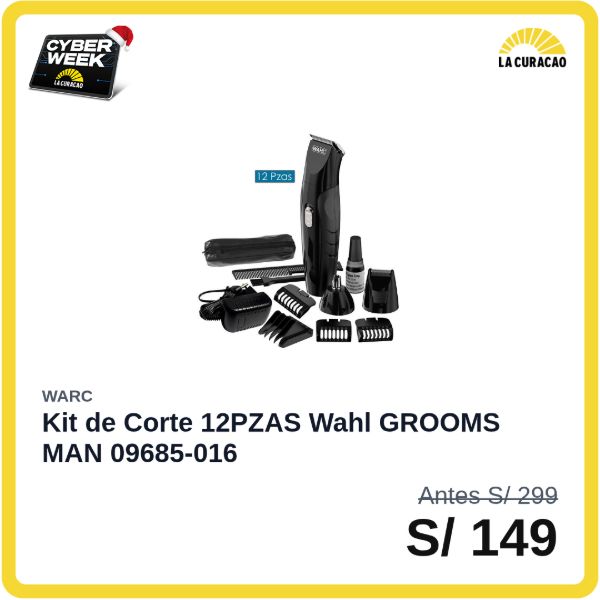 CYBER
WEEK
LA CURACAO
LA CURACAO
12 Pzas
WAHL
WARC
Kit de Corte 12PZAS Wahl GROOMS
MAN 09685-016
Antes S/ 299
S/ 149